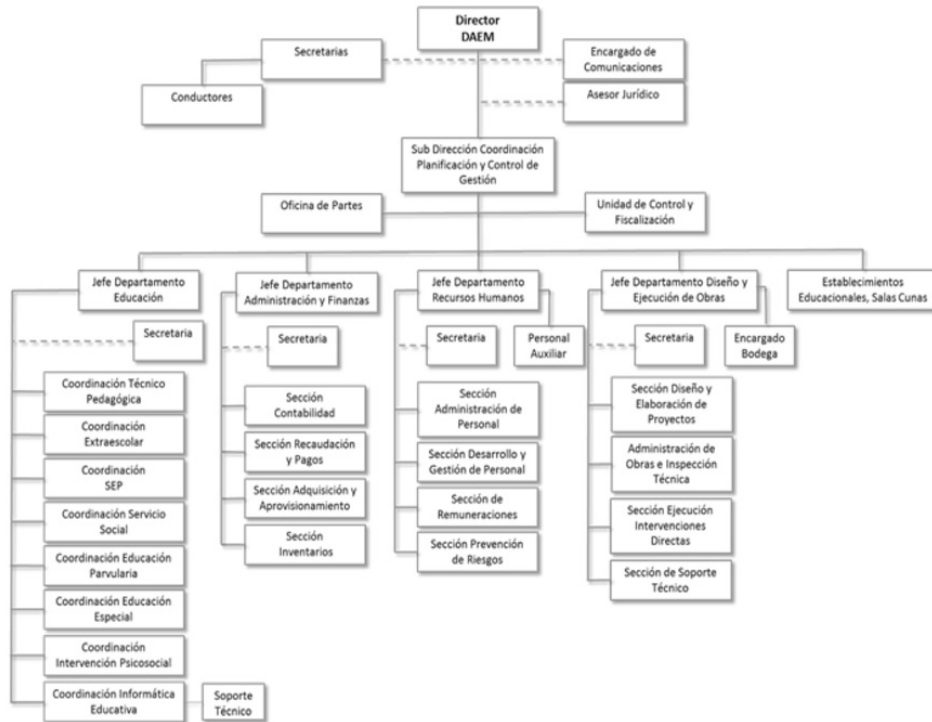 Director
DAEM
Secretarias
Encargado de
Comunicaciones
Conductores
Asesor Jurídico
Sub Dirección Coordinación
Planificación y Control de
Gestión
Oficina de Partes
Unidad de Control y
Fiscalización
Jefe Departamento
Educación
Jefe Departamento
Administración y Finanzas
Jefe Departamento
Recursos Humanos
Jefe Departamento Diseño y
Ejecución de Obras
Establecimientos
Educacionales, Salas Cunas
Secretaria
Secretaria
Secretaria
Personal
Auxiliar
Secretaria
Encargado
Bodega
Coordinación Técnico
Pedagógica
Coordinación
Extraescolar
Coordinación
SEP
Coordinación Servicio
Social
Coordinación Educación
Parvularia
Coordinación Educación
Especial
Coordinación
Intervención Psicosocial
Coordinación Informática
Educativa
Soporte
Técnico
Sección
Contabilidad
Sección Recaudación
y Pagos
Sección Adquisición y
Aprovisionamiento
Sección
Inventarios
Sección
Administración de
Personal
Sección Desarrollo y
Gestión de Personal
Sección de
Remuneraciones
Sección Prevención
de Riesgos
Sección Diseño y
Elaboración de
Proyectos
Administración de
Obras e Inspección
Técnica
Sección Ejecución
Intervenciones
Directas
Sección de Soporte
Técnico